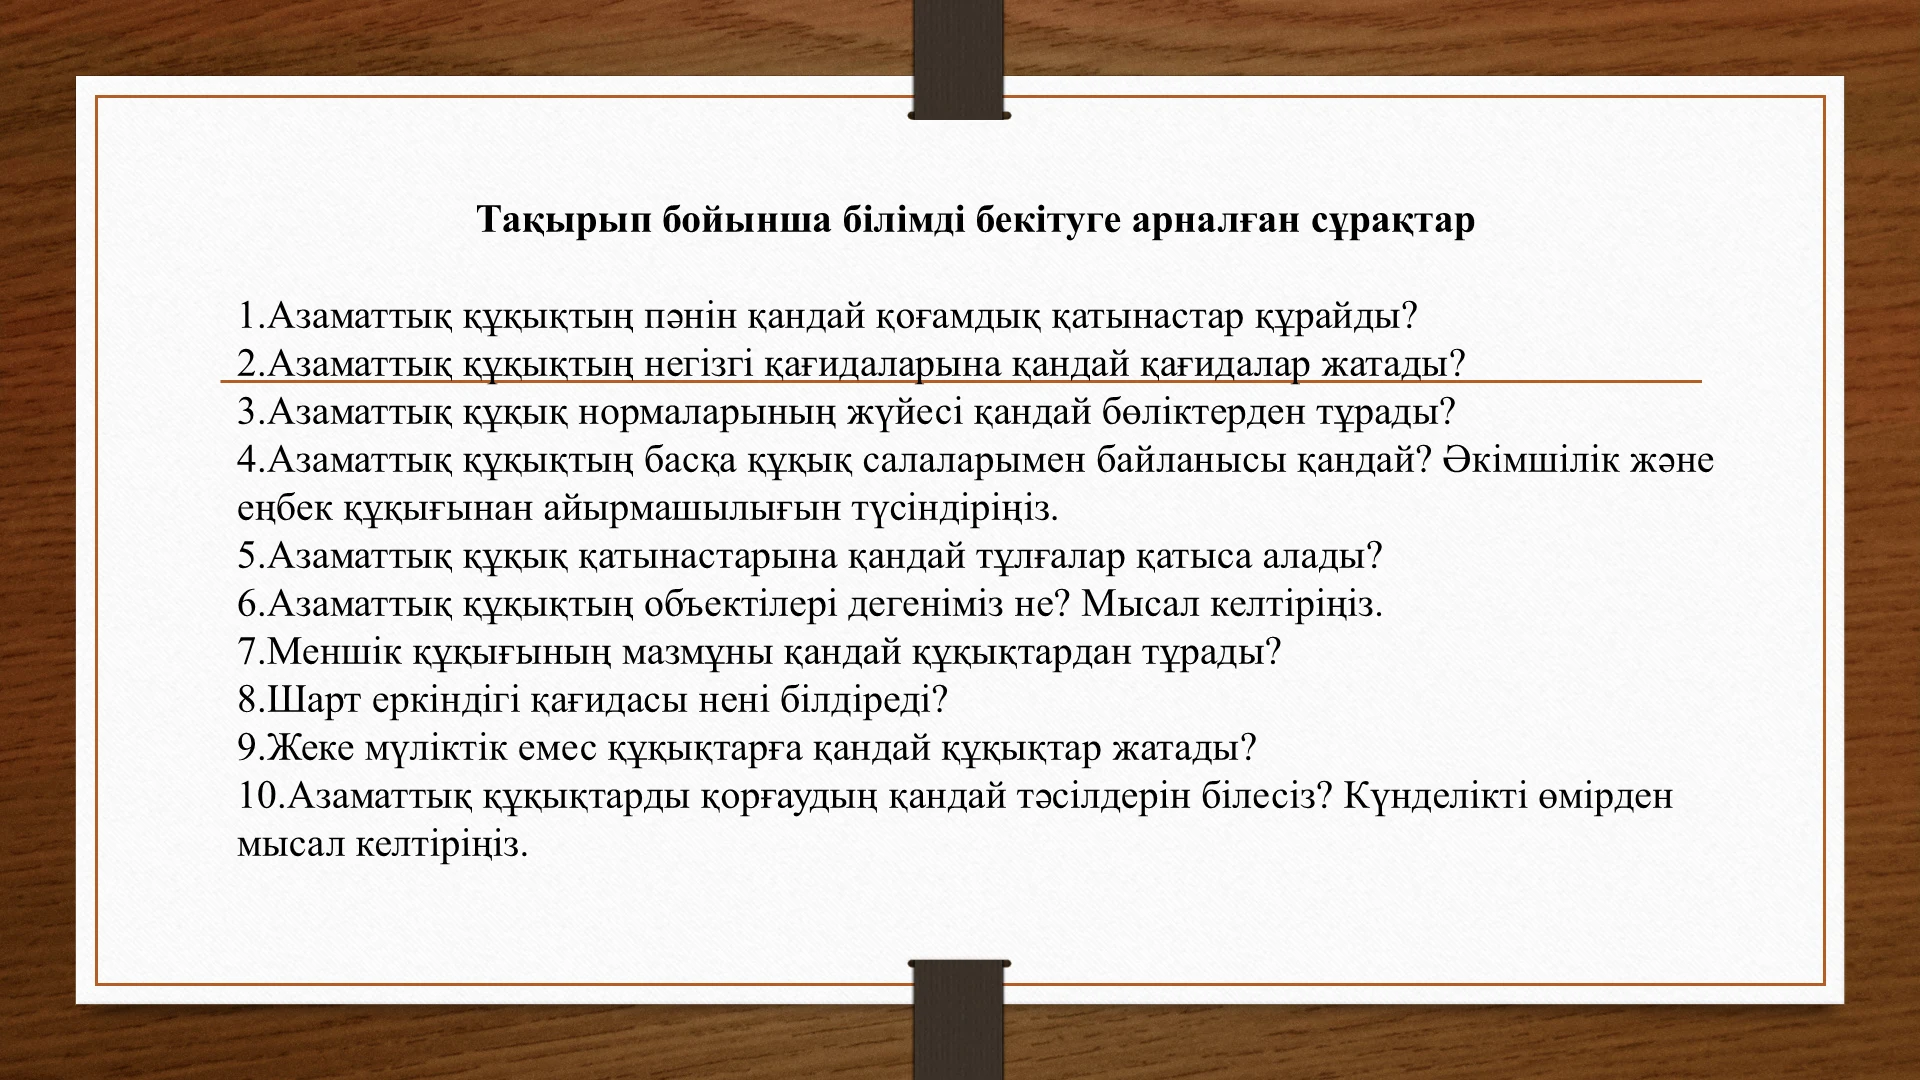 Тақырып бойынша білімді бекітуге арналған сұрақтар
1.Азаматтық құқықтың пәнін қандай қоғамдық қатынастар құрайды?
2.Азаматтық құқықтың негізгі қағидаларына қандай қағидалар жатады?
3.Азаматтық құқық нормаларының жүйесі қандай бөліктерден тұрады?
4.Азаматтық құқықтың басқа құқық салаларымен байланысы қандай? Әкімшілік және
еңбек құқығынан айырмашылығын түсіндіріңіз.
5.Азаматтық құқық қатынастарына қандай тұлғалар қатыса алады?
6.Азаматтық құқықтың объектілері дегеніміз не? Мысал келтіріңіз.
7.Меншік құқығының мазмұны қандай құқықтардан тұрады?
8.Шарт еркіндігі қағидасы нені білдіреді?
9.Жеке мүліктік емес құқықтарға қандай құқықтар жатады?
10.Азаматтық құқықтарды қорғаудың қандай тәсілдерін білесіз? Күнделікті өмірден
мысал келтіріңіз.